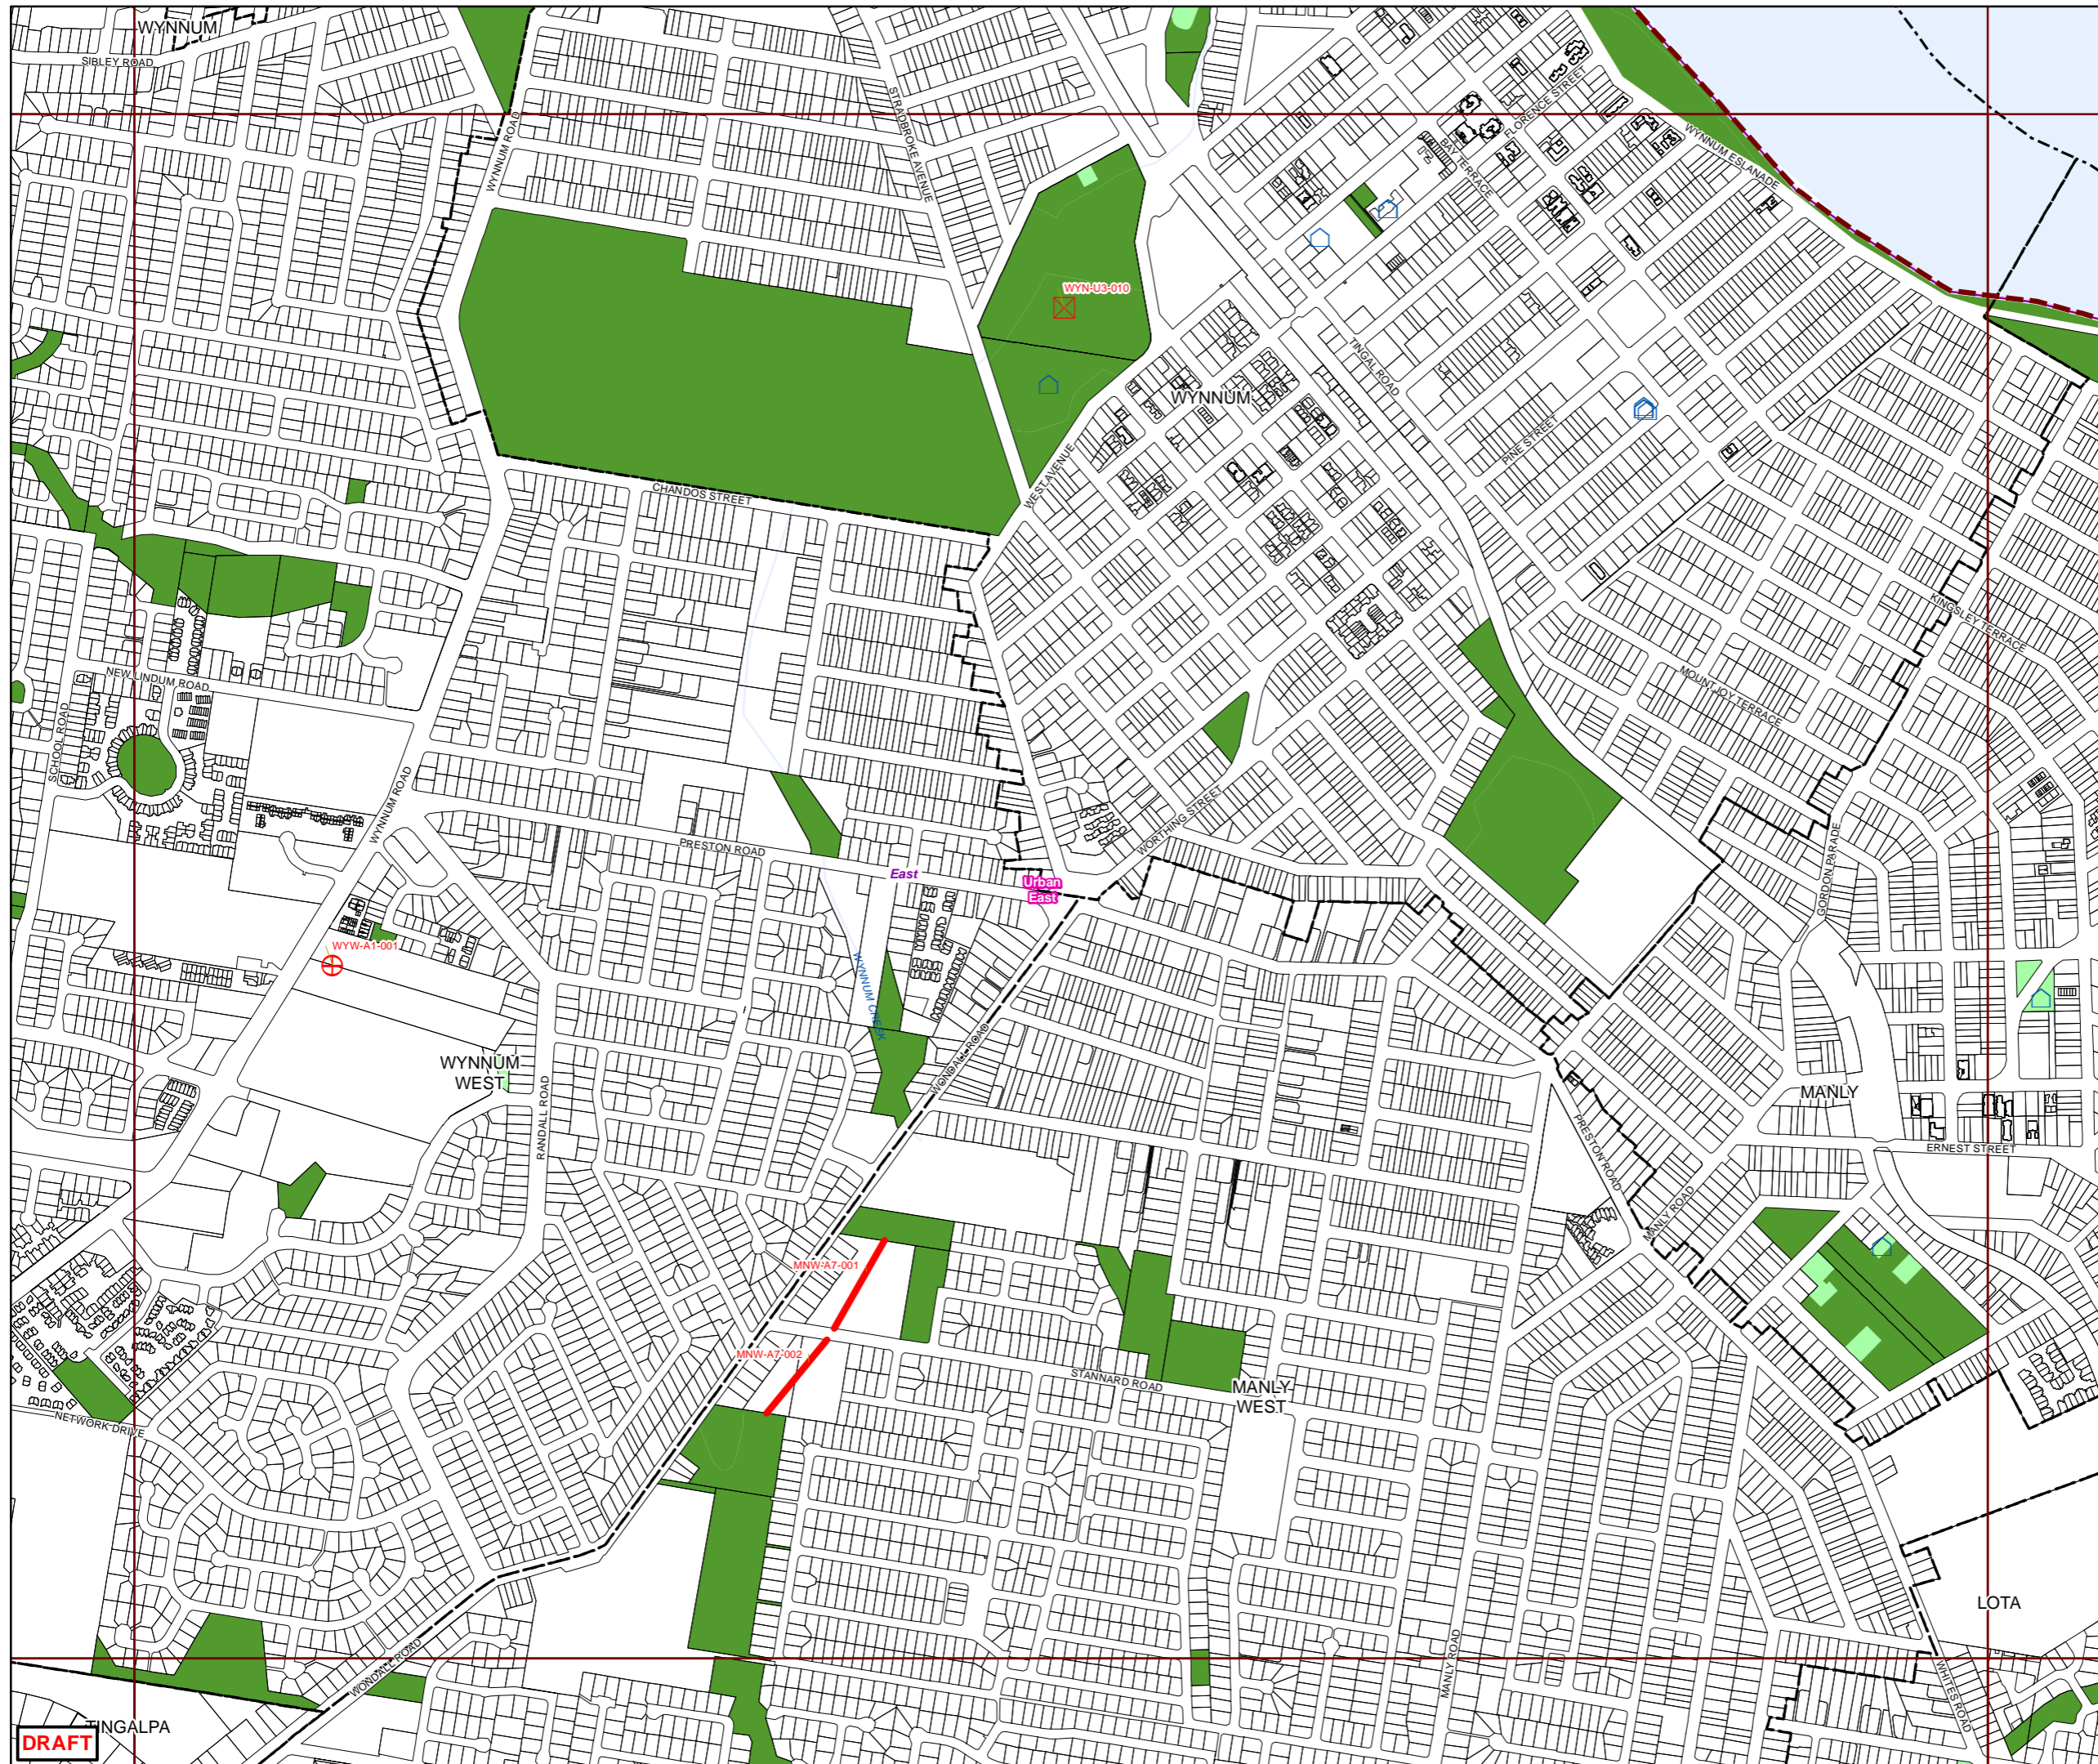 WYNNUM
SIBLEY ROAD
WYNNUM ROAD
STRADBROKE AVENUE
FLORENCE STREET
BAY TERRACE
WYNNUM ESLANADE
WYN-U3-010
TINGAL ROAD
WYNNUM
PINE STREET
WEST AVENUE
CHANDOS STREET
KINGSLEY TERRACE
NEW LINDUM ROAD
MOUNTJOY TERRACE
SCHOOL ROAD
WYNNUM ROAD
WORTHING STREET
GORDON PARADE
PRESTON ROAD
East
Urban
East
WYW-A1-001
WYNNUM CREEK
WONDALL ROAD
WYNNUM
WEST
RANDALL ROAD
MANLY
PRESTON ROAD
ERNEST STREET
MANLY ROAD
MNW-A7-001
MNW-A7-002
STANNARD ROAD
MANLY
WEST
NETWORK DRIVE
LOTA
WONDALL ROAD
MANLY ROAD
WHITES ROAD
TINGALPA
DRAFT